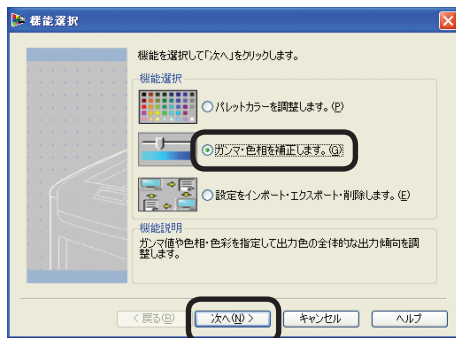 機能選択
機能を選択して「次へ」をクリックします。
機能選択
パレットカラーを調整します。(P)
ガンマ・色相を補正します。(G)
設定をインポート・エクスポート・削除します。(E)
機能説明
ガンマ値や色相・色彩を指定して出力色の全体的な出力傾向を調
整します。
< 戻る(B) 次へ(N) > キャンセル ヘルプ